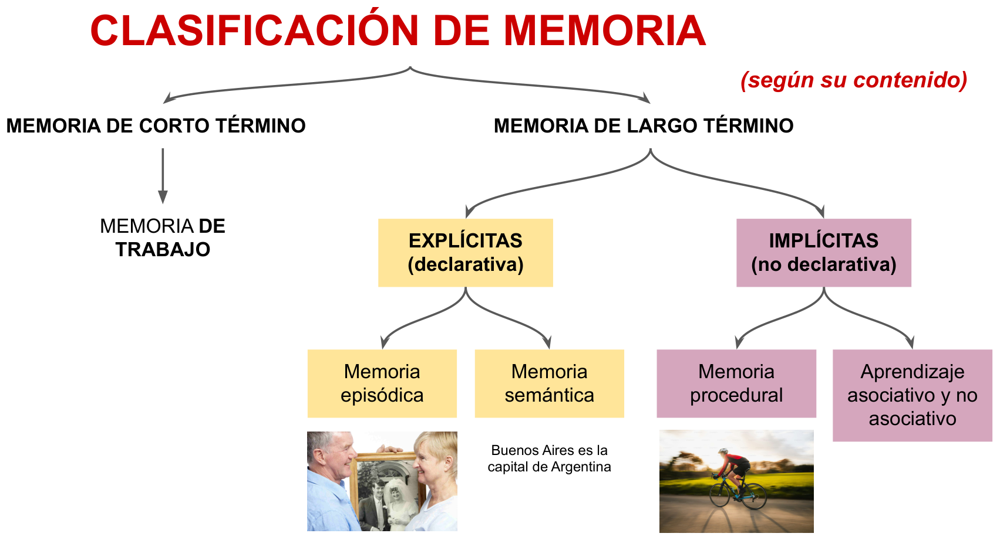 CLASIFICACIÓN DE MEMORIA
(según su contenido)
MEMORIA DE CORTO TÉRMINO
MEMORIA DE LARGO TÉRMINO
MEMORIA DE
TRABAJO
EXPLÍCITAS
(declarativa)
IMPLÍCITAS
(no declarativa)
Memoria
episódica
Memoria
semántica
Memoria
procedural
Aprendizaje
asociativo y no
asociativo
Buenos Aires es la
capital de Argentina